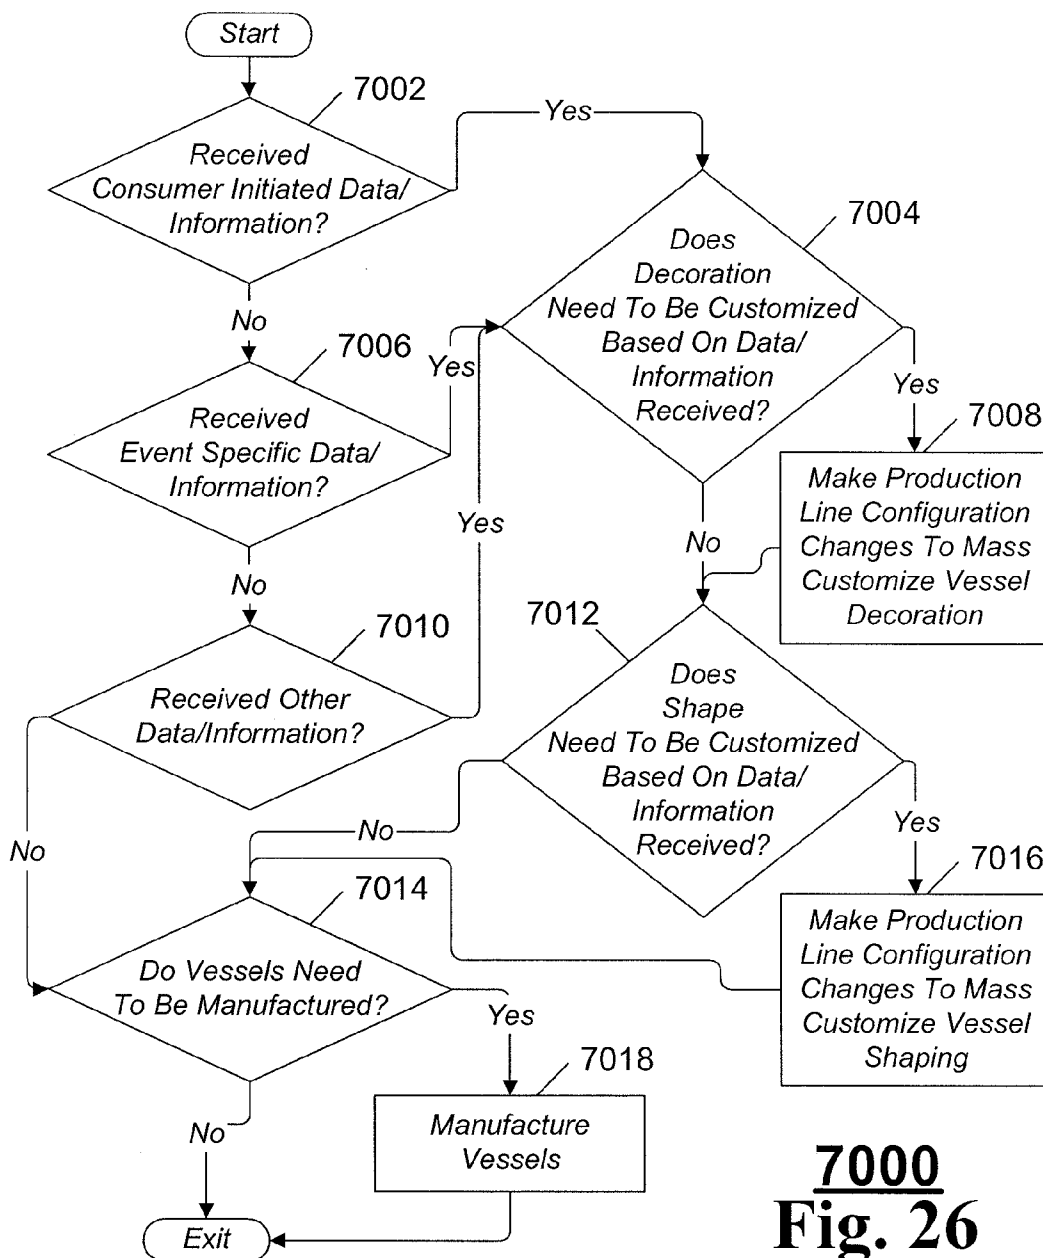 Start
7002
Received
Consumer Initiated Data/
Information?
Yes
7004
Does
Decoration
Need To Be Customized
Based On Data/
Information
Received?
No
7006
Yes
Received
Event Specific Data/
Information?
Yes
7008
Make Production
Line Configuration
Changes To Mass
Customize Vessel
Decoration
Yes
No
No
7010
Received Other
Data/Information?
7012
Does
Shape
Need To Be Customized
Based On Data/
Information
Received?
No
No
Yes
7014
Do Vessels Need
To Be Manufactured?
7016
Make Production
Line Configuration
Changes To Mass
Customize Vessel
Shaping
Yes
7018
No
Manufacture
Vessels
Exit
7000
Fig. 26